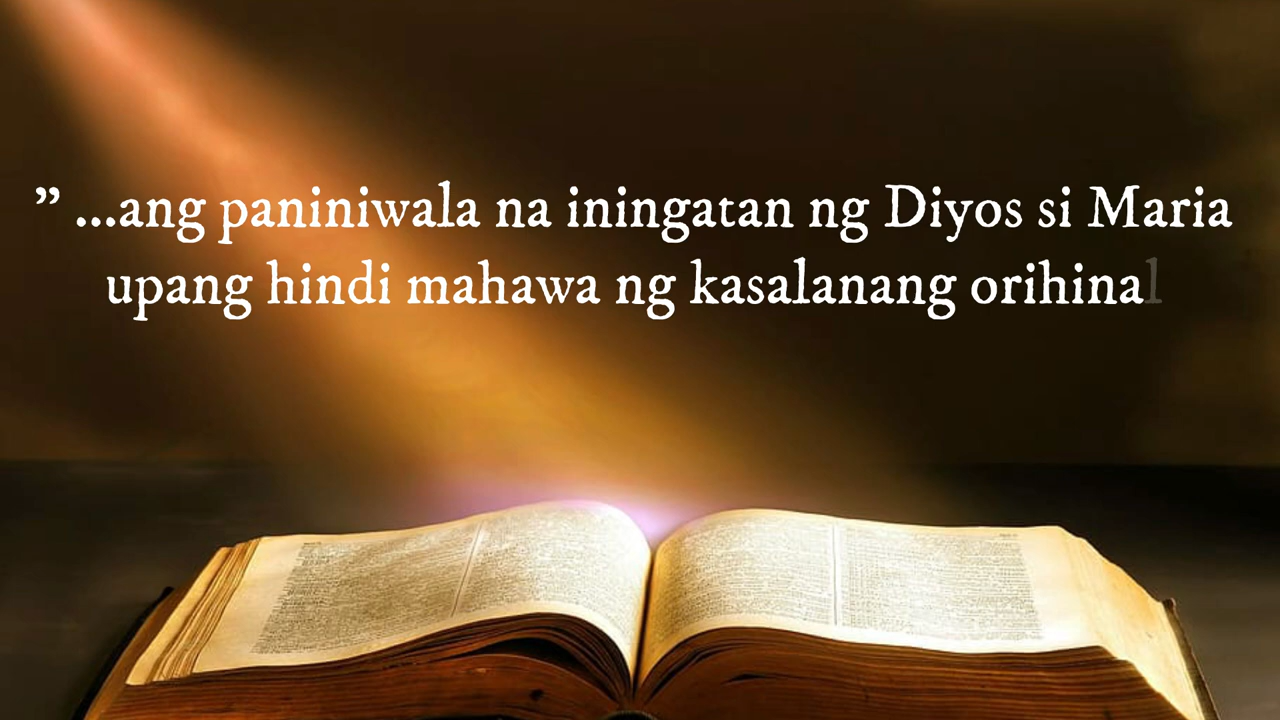 ” ...ang paniniwala na iningatan ng Diyos si Maria
upang hindi mahawa ng kasalanang orihinal